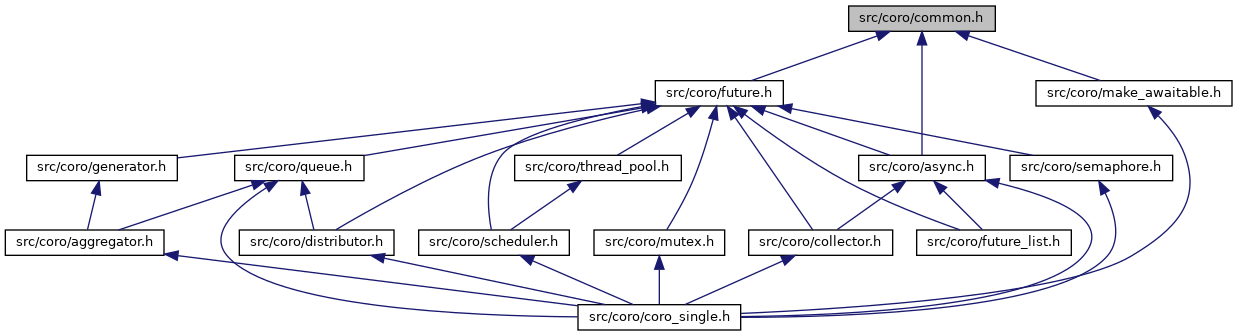 src/coro/common.h
src/coro/future.h
src/coro/make_awaitable.h
src/coro/generator.h
src/coro/queue.h
src/coro/thread_pool.h
src/coro/async.h
src/coro/semaphore.h
src/coro/aggregator.h
src/coro/distributor.h
src/coro/scheduler.h
src/coro/mutex.h
src/coro/collector.h
src/coro/future_list.h
src/coro/coro_single.h